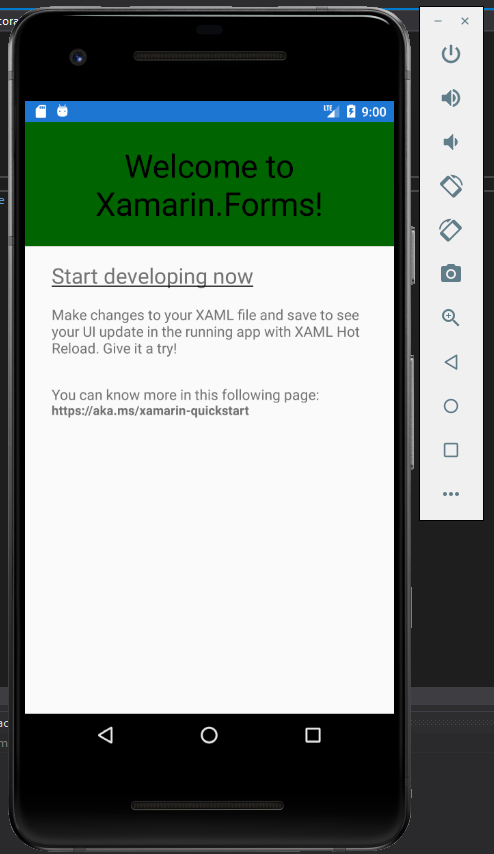 LTE 9:00
Welcome to
Xamarin.Forms!
Start developing now
Make changes to your XAML file and save to see
your UI update in the running app with XAML Hot
Reload. Give it a try!
You can know more in this following page:
https://aka.ms/xamarin-quickstart